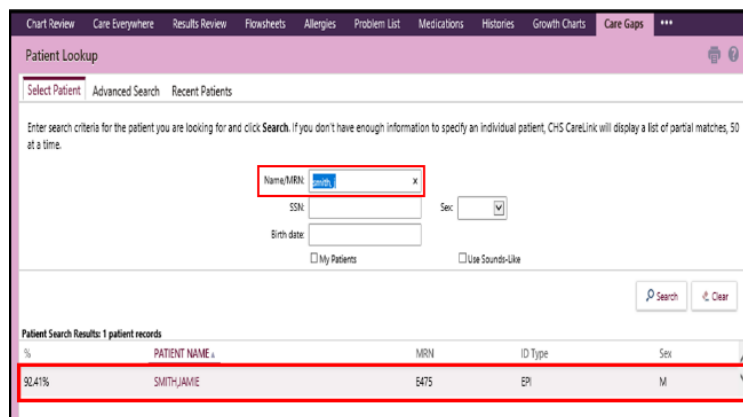 Chart Review Care Everywhere Results Review Flowsheets Allergies Problem List Medications Histories Growth Charts Care Gaps •••
Patient Lookup
Select Patient Advanced Search Recent Patients
Enter search criteria for the patient you are looking for and click Search. If you don't have enough information to specify an individual patient, CHS CareLink will display a list of partial matches, 50
at a time.
Name/MRN: smith, j x
SSN: Sex:
Birth date:
My Patients Use Sounds-Like
Search Clear
Patient Search Results: 1 patient records
% PATIENT NAME MRN ID Type Sex
92.41% SMITH,JAMIE E475 EPI M